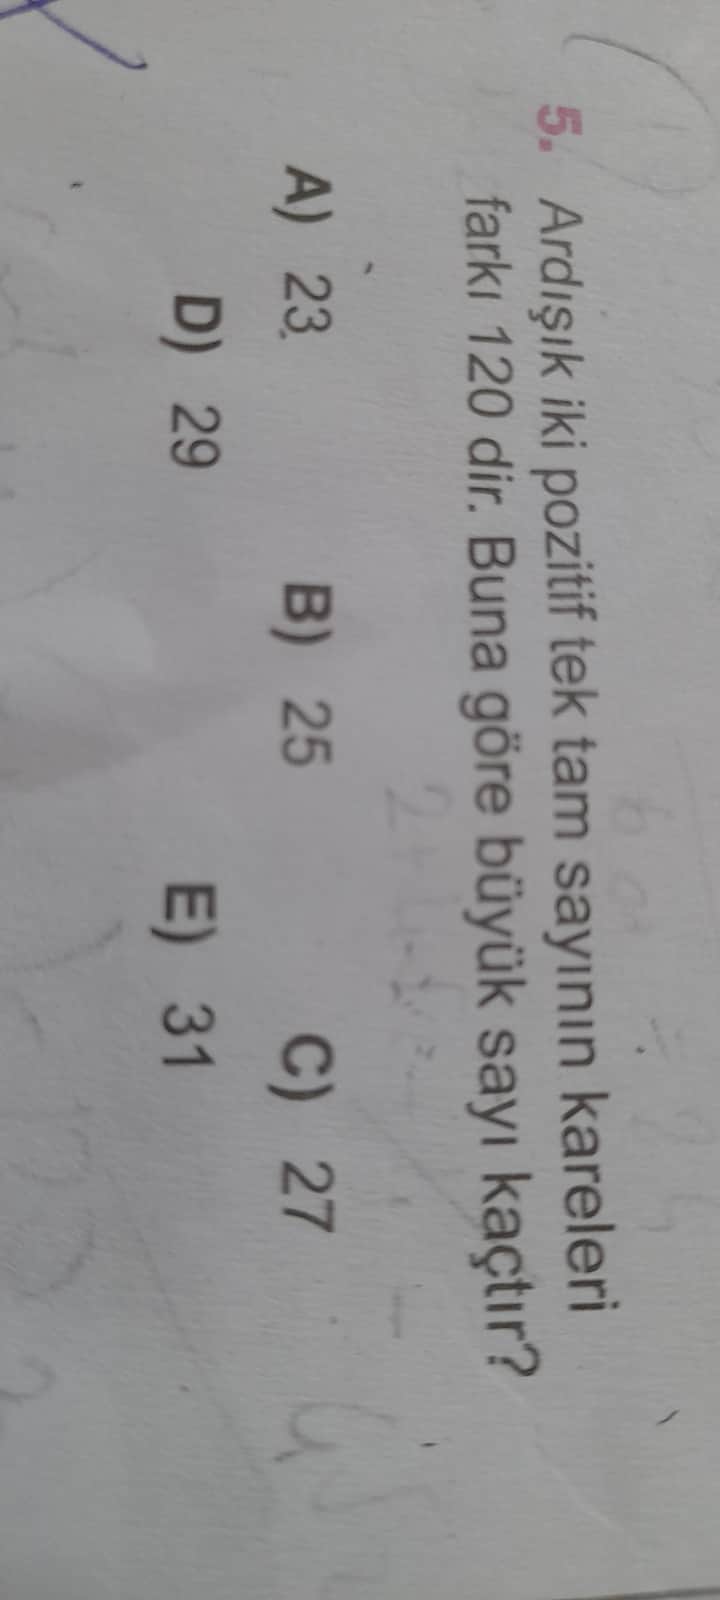 5. Ardışık iki pozitif tek tam sayının kareleri
farkı 120 dir. Buna göre büyük sayı kaçtır?
A) 23 B) 25 C) 27
D) 29 E) 31